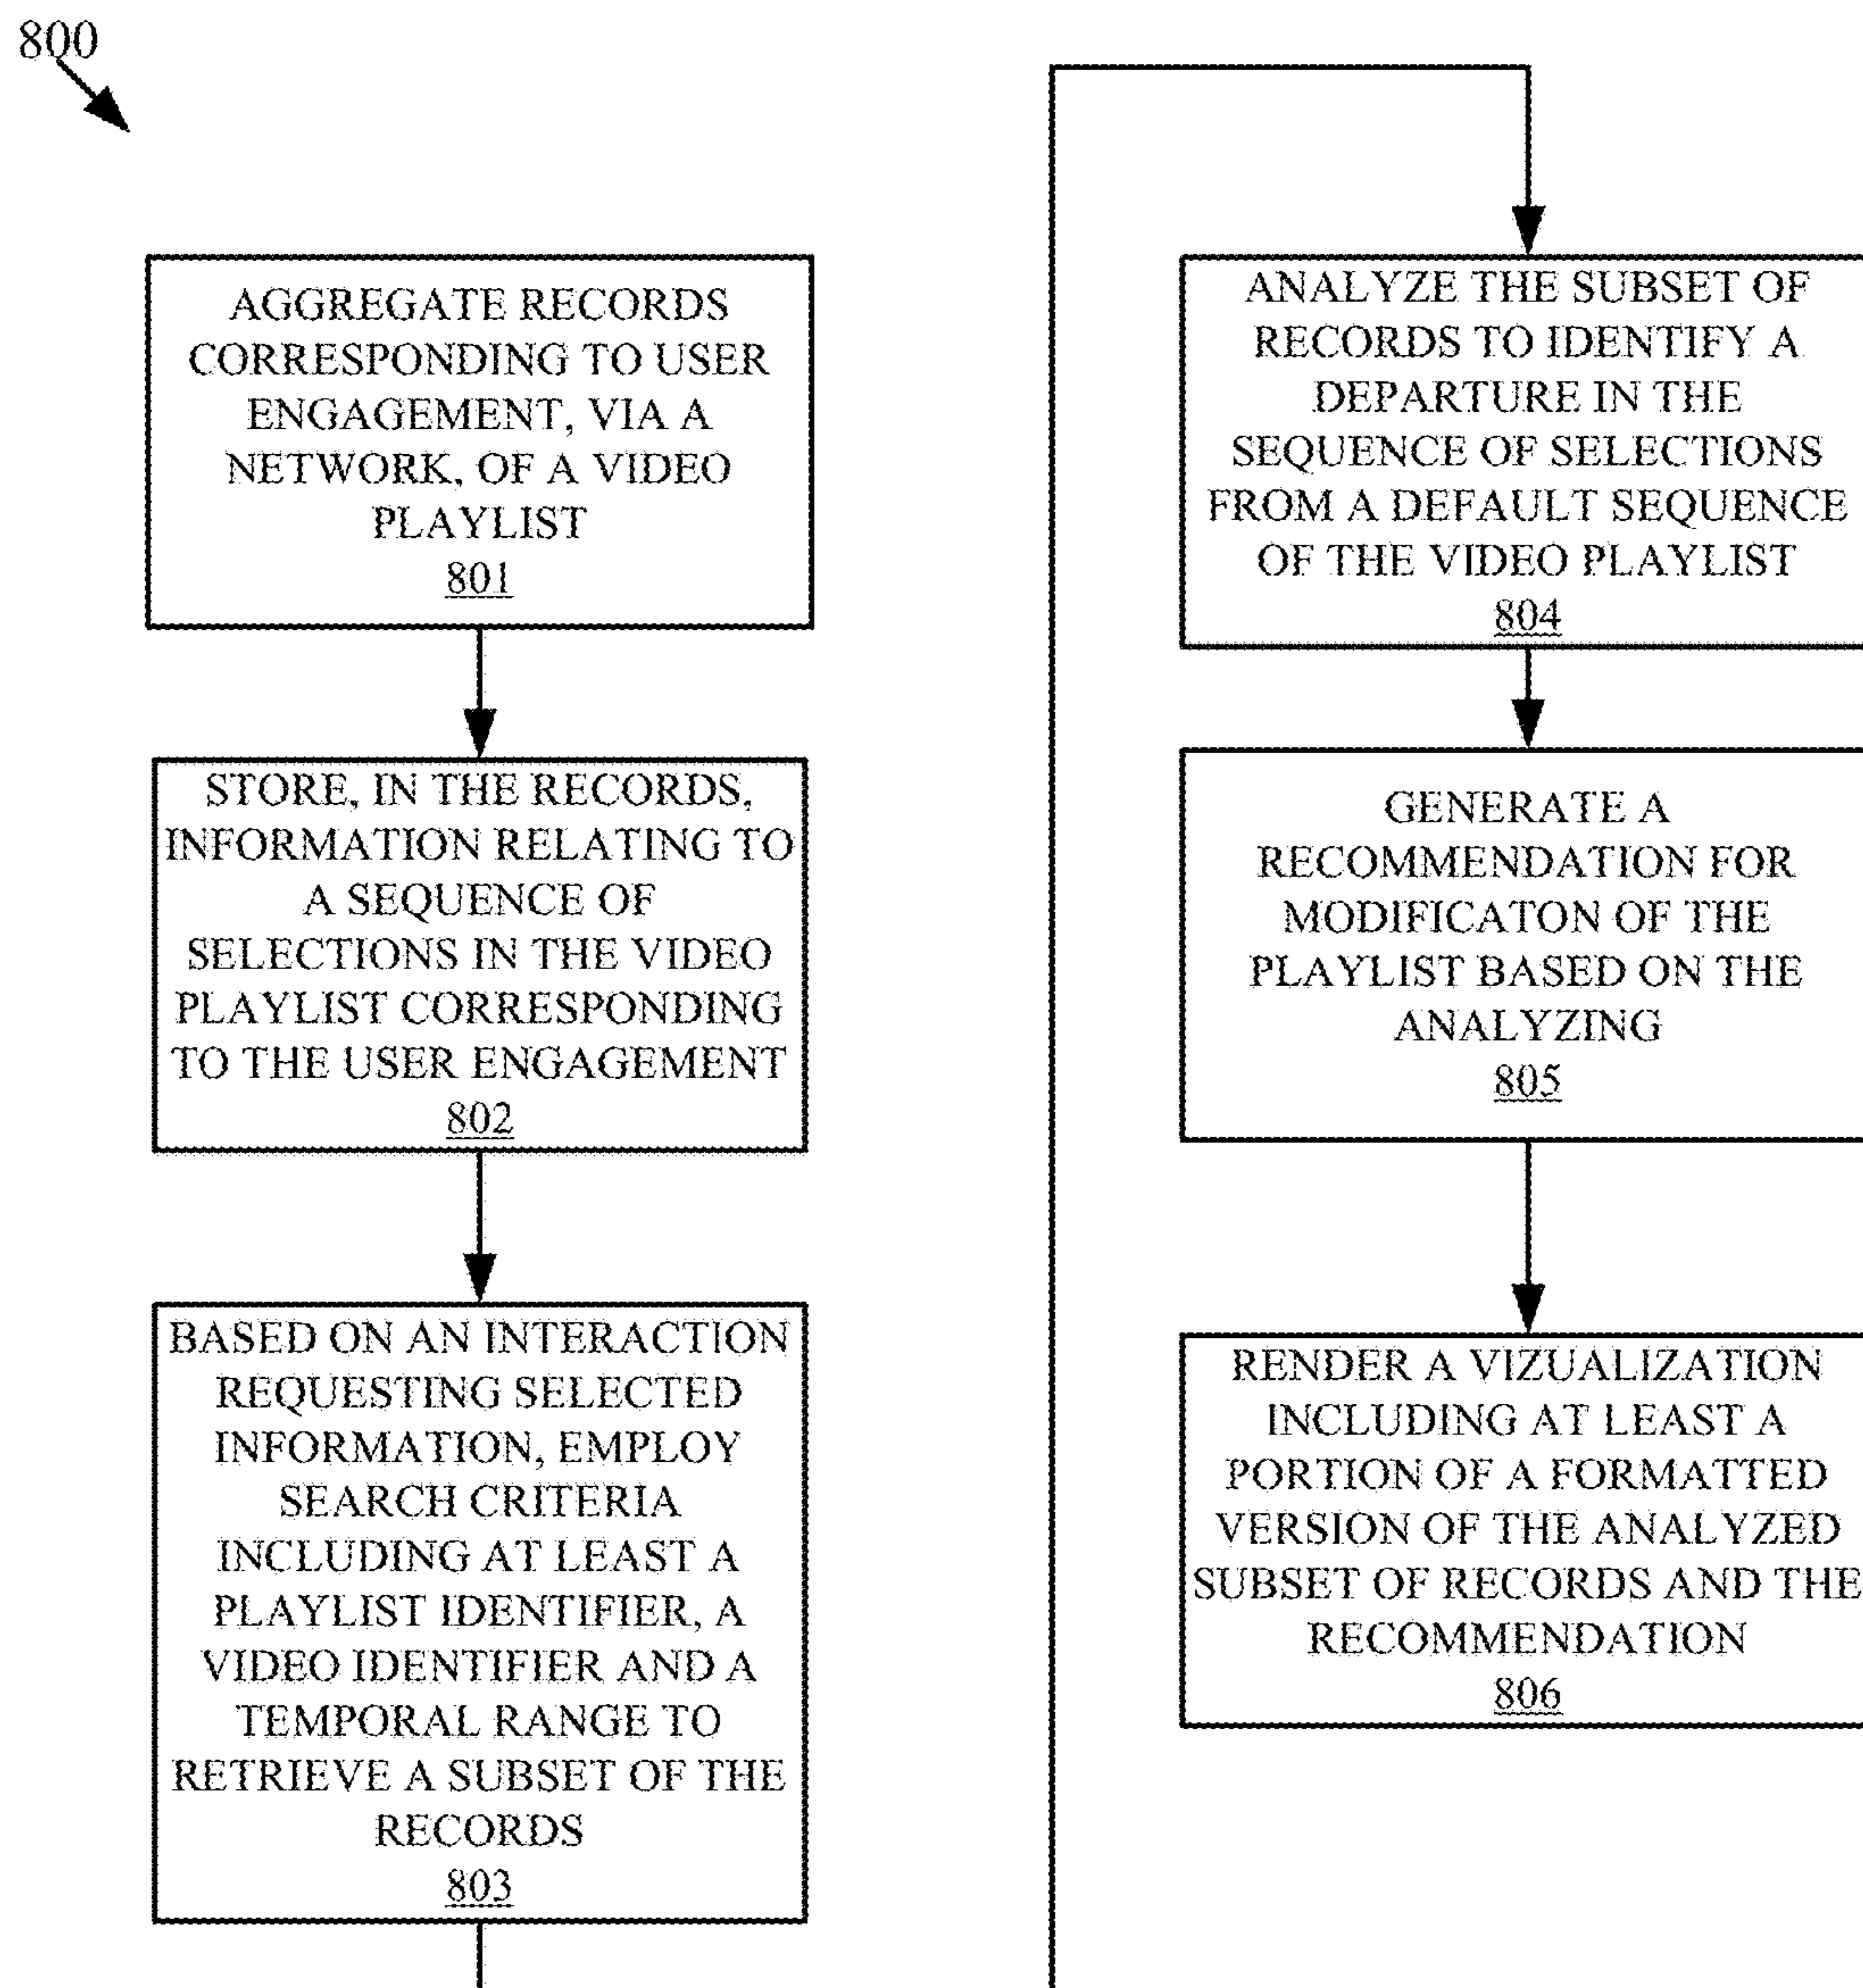 800
AGGREGATE RECORDS
CORRESPONDING TO USER
ENGAGEMENT, VIA A
NETWORK, OF A VIDEO
PLAYLIST
801
STORE, IN THE RECORDS,
INFORMATION RELATING TO
A SEQUENCE OF
SELECTIONS IN THE VIDEO
PLAYLIST CORRESPONDING
TO THE USER ENGAGEMENT
802
BASED ON AN INTERACTION
REQUESTING SELECTED
INFORMATION, EMPLOY
SEARCH CRITERIA
INCLUDING AT LEAST A
PLAYLIST IDENTIFIER, A
VIDEO IDENTIFIER AND A
TEMPORAL RANGE TO
RETRIEVE A SUBSET OF THE
RECORDS
803
ANALYZE THE SUBSET OF
RECORDS TO IDENTIFY A
DEPARTURE IN THE
SEQUENCE OF SELECTIONS
FROM A DEFAULT SEQUENCE
OF THE VIDEO PLAYLIST
804
GENERATE A
RECOMMENDATION FOR
MODIFICATON OF THE
PLAYLIST BASED ON THE
ANALYZING
805
RENDER A VIZUALIZATION
INCLUDING AT LEAST A
PORTION OF A FORMATTED
VERSION OF THE ANALYZED
SUBSET OF RECORDS AND THE
RECOMMENDATION
806